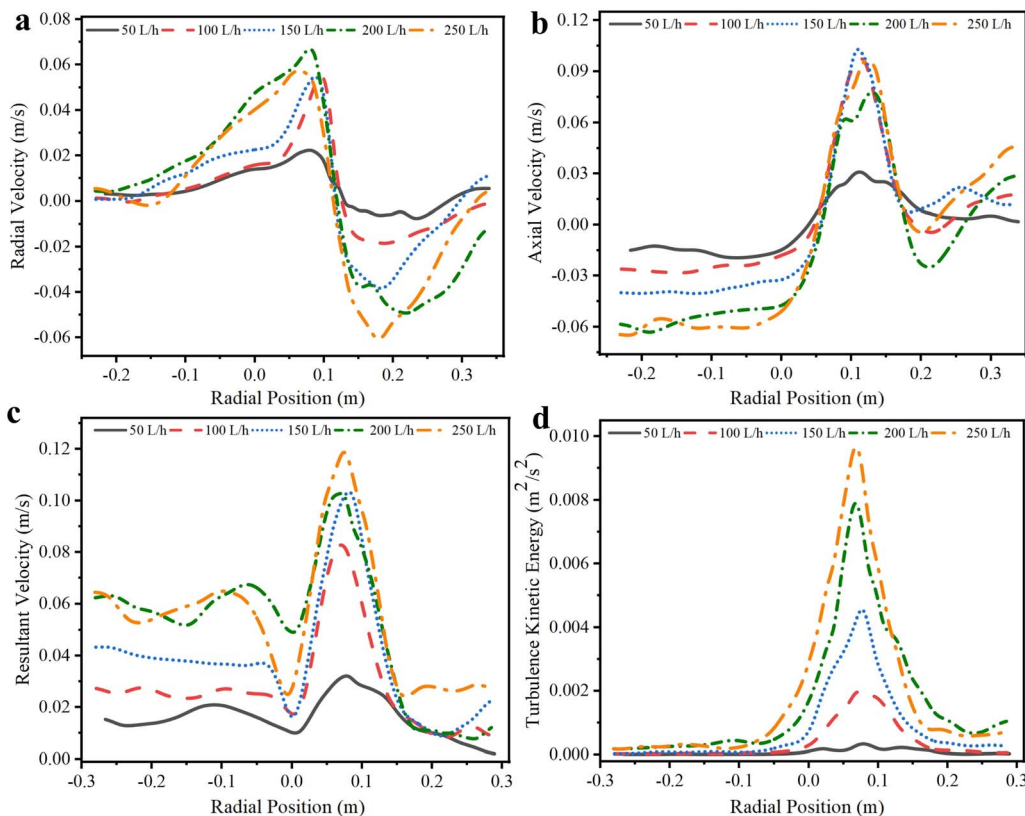 a
50 L/h 100 L/h 150 L/h 200 L/h 250 L/h
0.08
0.06
0.04
0.02
0.00
-0.02
-0.04
-0.06
0.08
Radial Velocity (m/s)
-0.2 -0.1 0.0 0.1 0.2 0.3
Radial Position (m)
b
50 L/h 100 L/h 150 L/h 200 L/h 250 L/h
0.12
0.09
0.06
0.03
0.00
-0.03
-0.06
Axial Velocity (m/s)
-0.2 -0.1 0.0 0.1 0.2 0.3
Radial Position (m)
c
50 L/h 100 L/h 150 L/h 200 L/h 250 L/h
0.12
0.10
0.08
0.06
0.04
0.02
0.00
Resultant Velocity (m/s)
-0.3 -0.2 -0.1 0.0 0.1 0.2 0.3
Radial Position (m)
d
50 L/h 100 L/h 150 L/h 200 L/h 250 L/h
0.010
0.008
0.006
0.004
0.002
0.000
Turbulence Kinetic Energy (m²/s²)
-0.3 -0.2 -0.1 0.0 0.1 0.2 0.3
Radial Position (m)